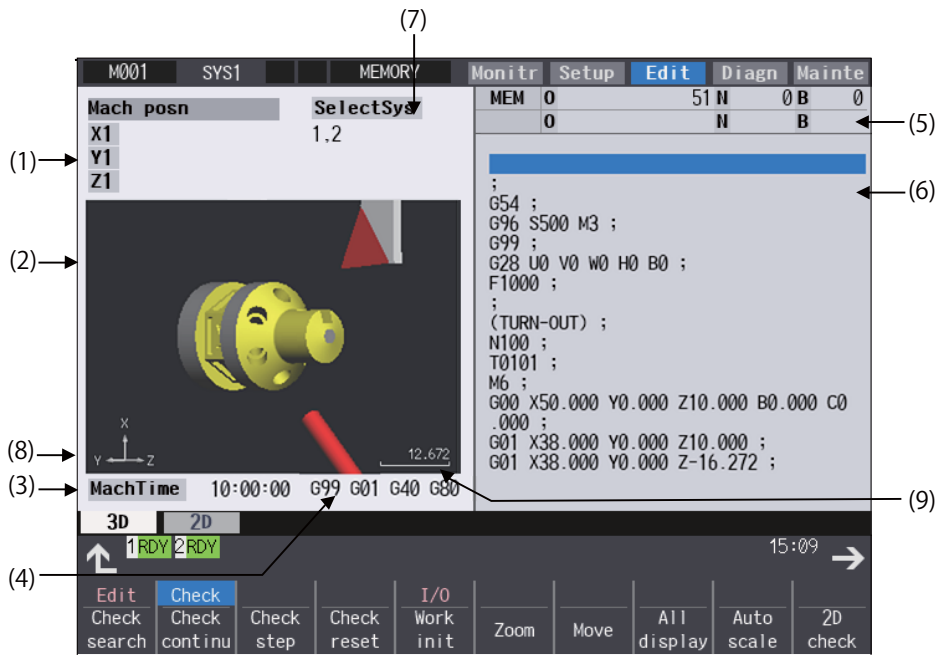 (7)
M001 SYS1 MEMORY Monitr Setup Edit Diagn Mainte
Mach posn SelectSys MEM O 51 N 0 B 0
O N B (5)
X1 1,2
(1) Y1
Z1 (6)
;
G54 ;
G96 S500 M3 ;
G99 ;
(2) G28 U0 V0 W0 H0 B0 ;
F1000 ;
;
(TURN-OUT) ;
N100 ;
T0101 ;
M6 ;
G00 X50.000 Y0.000 Z10.000 B0.000 C0
.000 ;
G01 X38.000 Y0.000 Z10.000 ;
G01 X38.000 Y0.000 Z-16.272 ;
X
(8) Y Z 12.672
(3) MachTime 10:00:00 G99 G01 G40 G80 (9)
3D 2D
1 RDY 2 RDY 15:09
(4)
Edit Check I/O
Check Check Check Check Work Zoom Move All Auto 2D
search continu step reset init display scale check